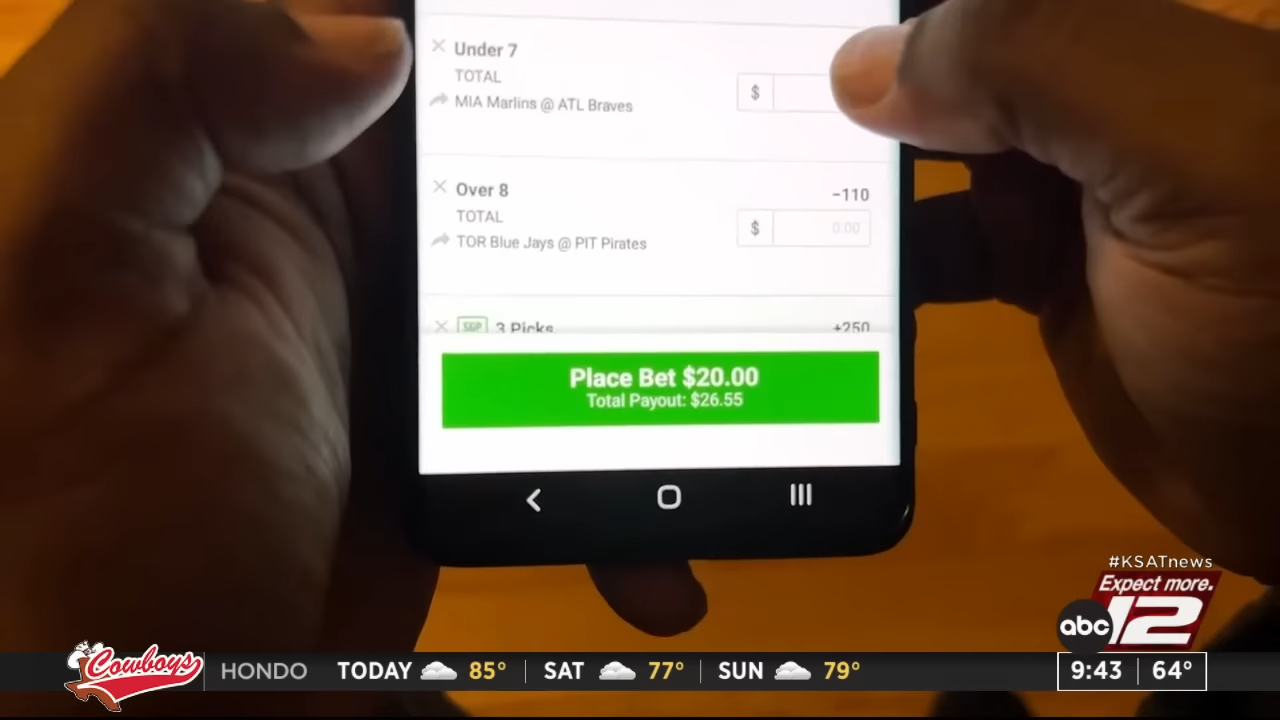 Under 7
TOTAL
MIA Marlins @ ATL Braves
$
Over 8
-110
TOTAL
$ 0.00
TOR Blue Jays @ PIT Pirates
SGP 3 Picks
+250
Place Bet $20.00
Total Payout: $26.55
#KSATnews
Expect more.
abc 12
Cowboys HONDO TODAY 85° SAT 77° SUN 79° 9:43 64°